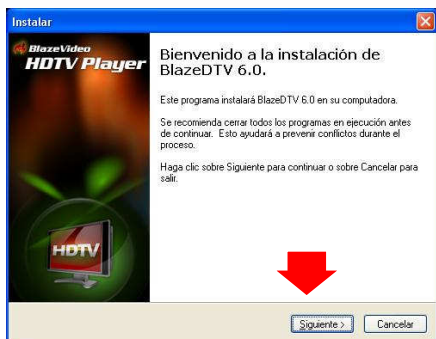 Instalar
BlazeVideo
HDTV Player
Bienvenido a la instalación de
BlazeDTV 6.0.
Este programa instalará BlazeDTV 6.0 en su computadora.
Se recomienda cerrar todos los programas en ejecución antes
de continuar. Esto ayudará a prevenir conflictos durante el
proceso.
Haga clic sobre Siguiente para continuar o sobre Cancelar para
salir.
HDTV
Siguiente >
Cancelar